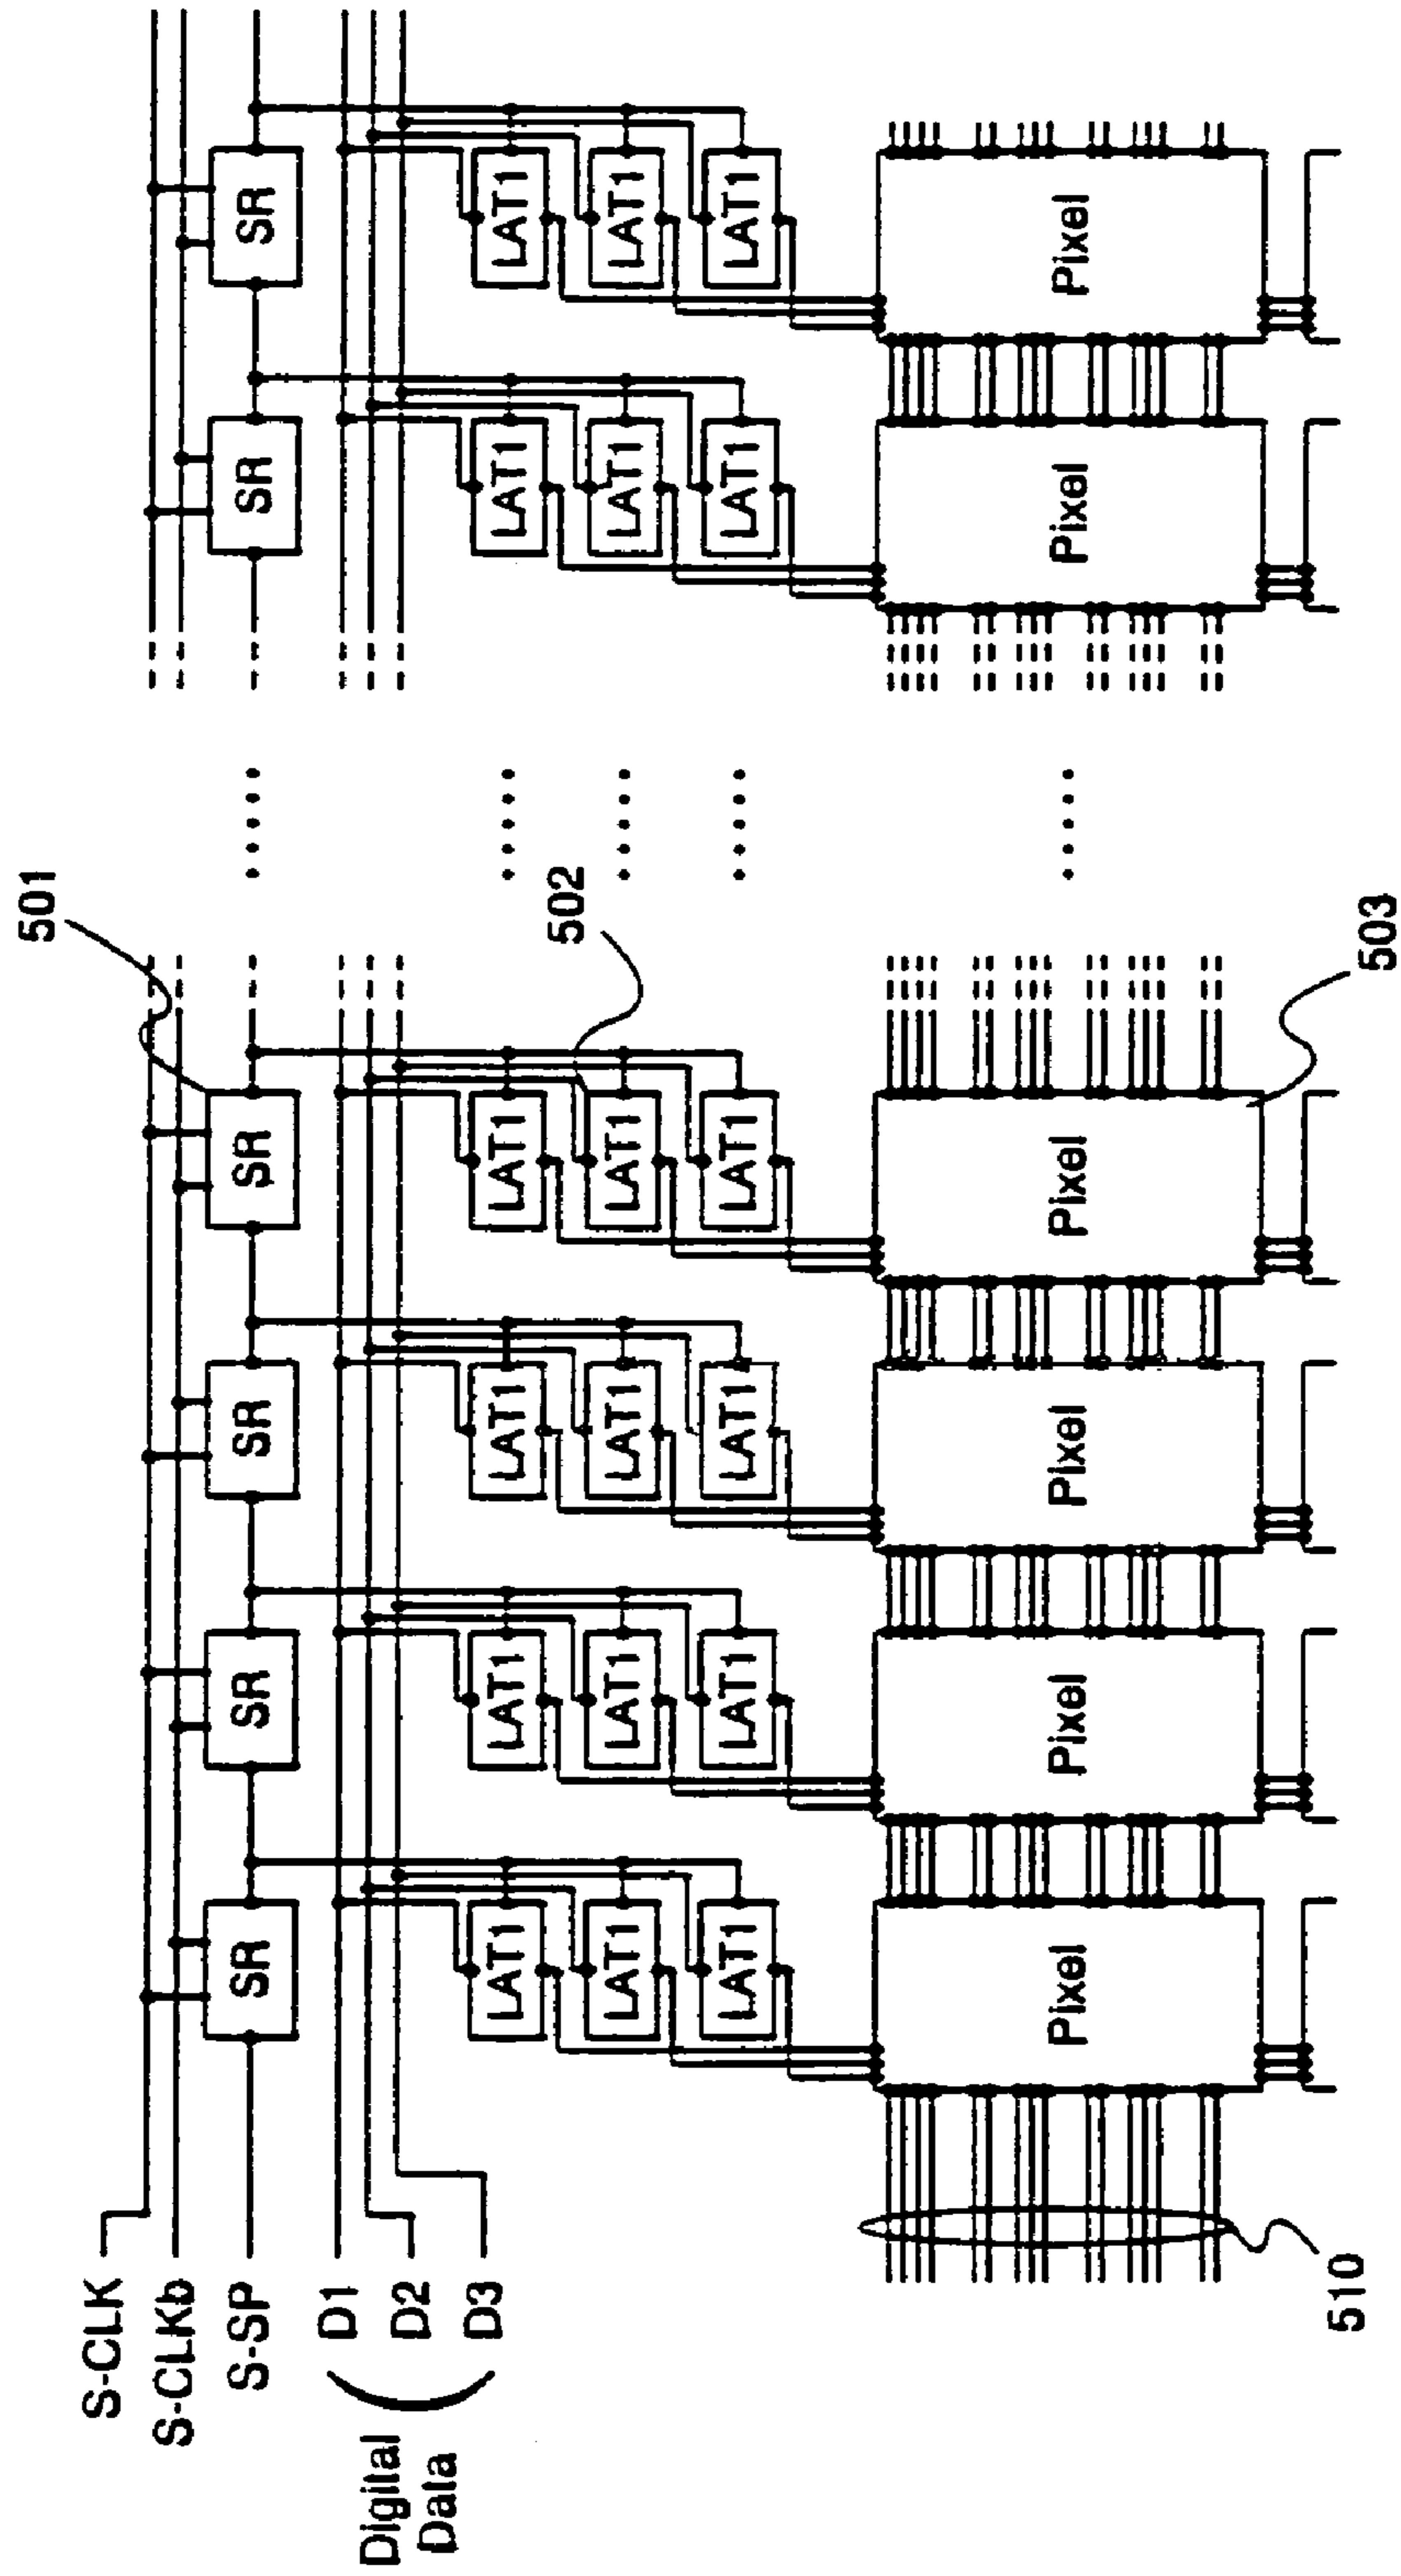 501
S-CLK
S-CLKb
S-SP
SR SR SR SR SR SR
D1
D2
D3
Digital
Data
502
LAT1 LAT1 LAT1 LAT1 LAT1 LAT1
LAT1 LAT1 LAT1 LAT1 LAT1 LAT1
LAT1 LAT1 LAT1 LAT1 LAT1 LAT1
Pixel Pixel Pixel Pixel Pixel Pixel
510
503